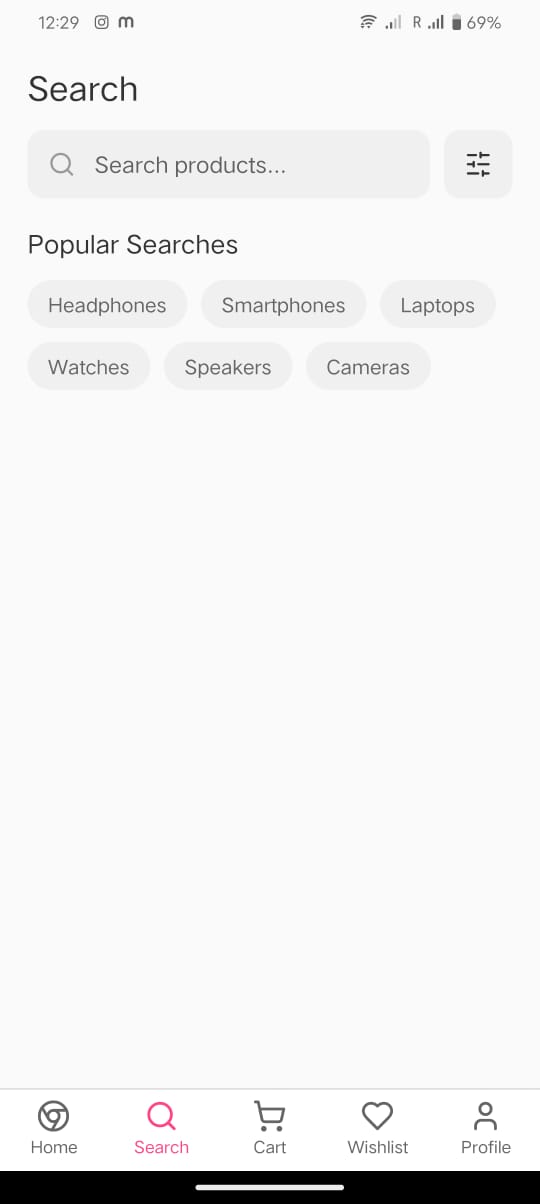 12:29 m R 69%
Search
Search products...
Popular Searches
Headphones Smartphones Laptops
Watches Speakers Cameras
Home Search Cart Wishlist Profile